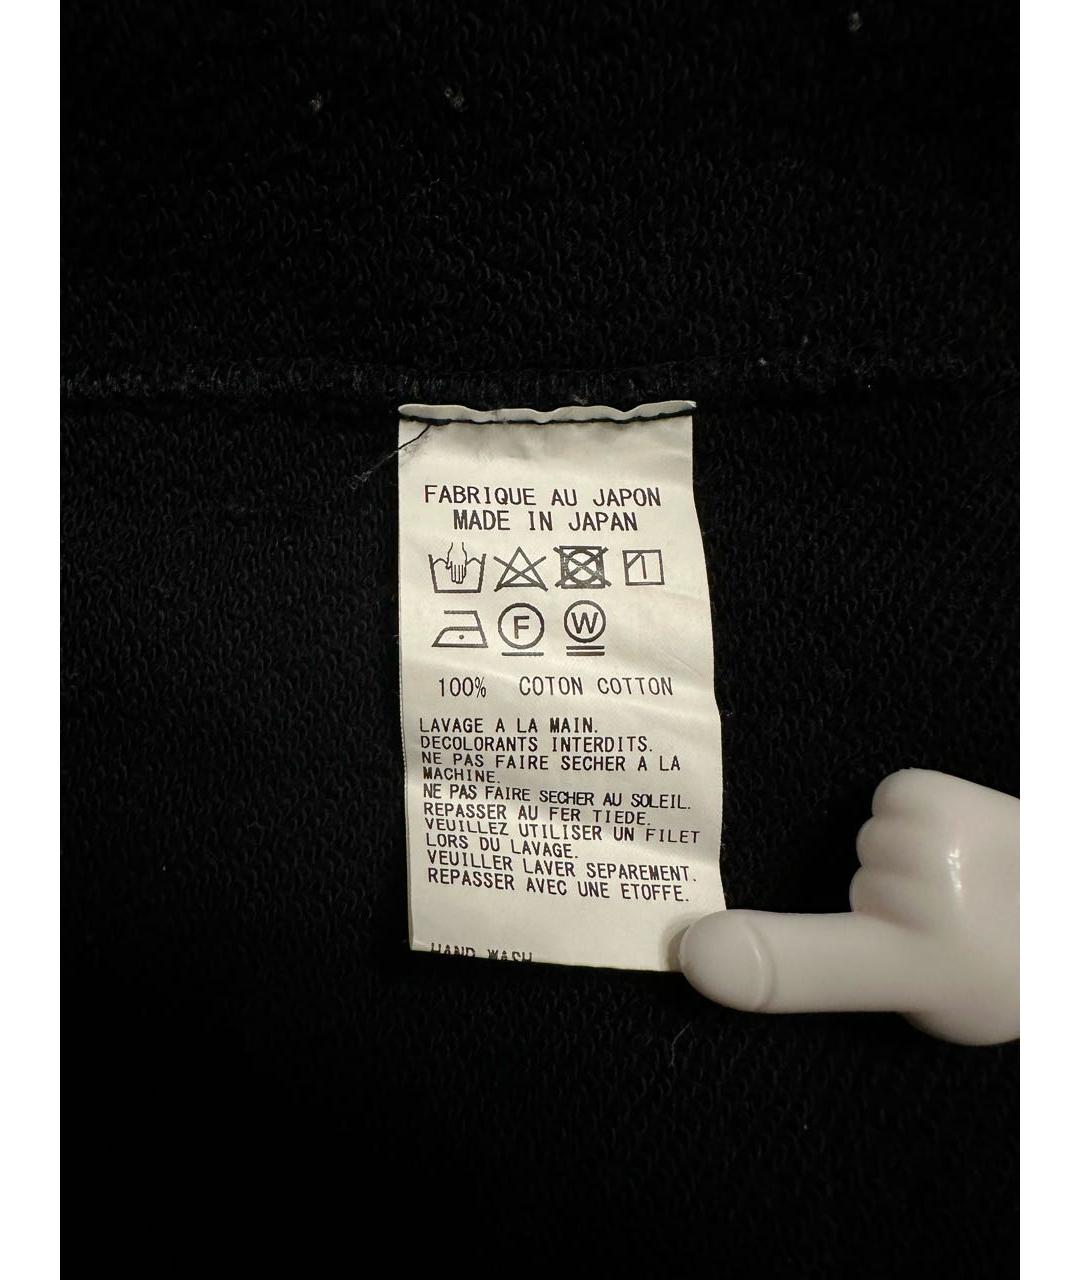 FABRIQUE AU JAPON
MADE IN JAPAN
F W
100% COTON COTTON
LAVAGE A LA MAIN.
DECOLORANTS INTERDITS.
NE PAS FAIRE SECHER A LA
MACHINE.
NE PAS FAIRE SECHER AU SOLEIL.
REPASSER AU FER TIEDE.
VEUILLEZ UTILISER UN FILET
LORS DU LAVAGE.
VEUILLER LAVER SEPAREMENT.
REPASSER AVEC UNE ETOFFE.
HAND WASH